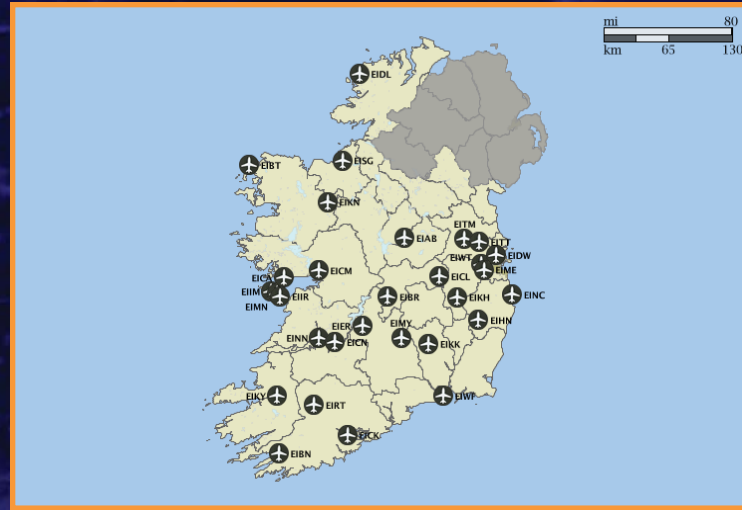 mi 80
km 65 130
EIDL
EISG
EIBT
EIKN
EITM
EIAB
EITT
EIDW
EIWT
EICM
EIME
EICA
EICL
EIIM
EIIR
EIBR
EIKH
EINC
EIMN
EIHN
EIER
EIMY
EINN
EICN
EIKK
EIKY
EIWF
EIRT
EICK
EIBN